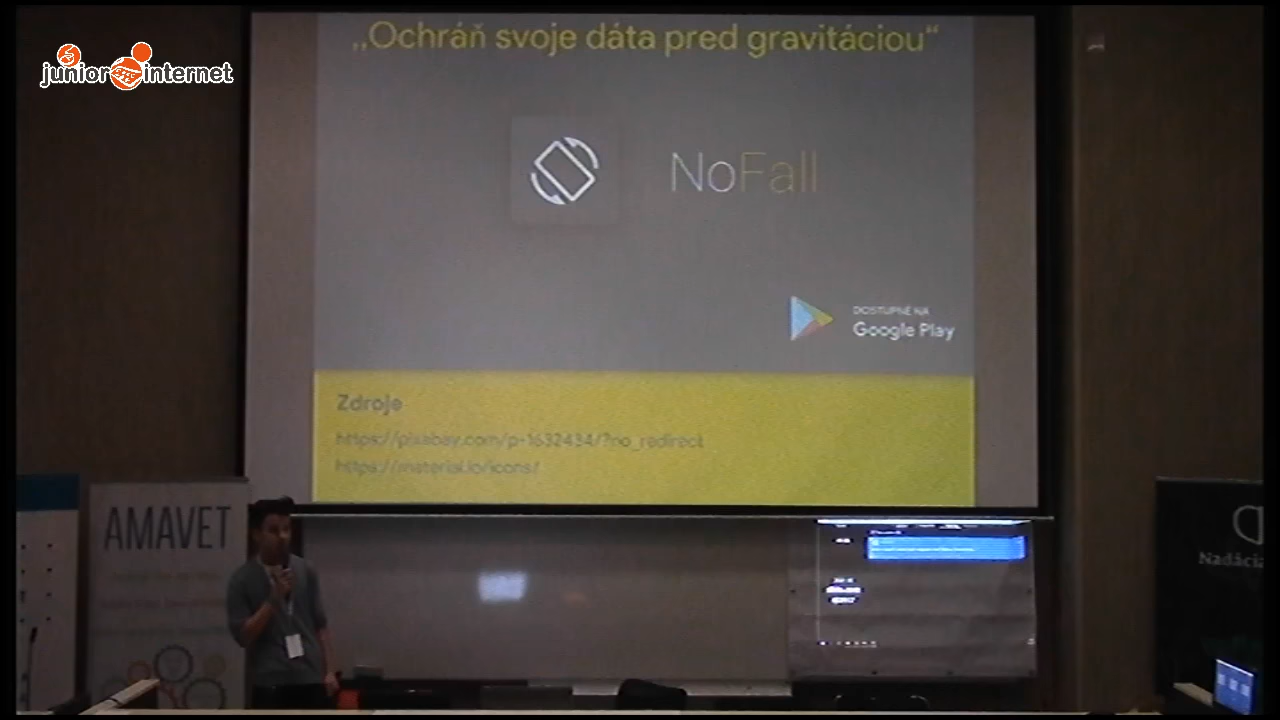 junior internet
„Ochráň svoje dáta pred gravitáciou“
NoFall
DOSTUPNÉ NA
Google Play
Zdroje
https://pixabay.com/p-1632434/?no_redirect
https://material.io/icons/
AMAVET
Nadácia